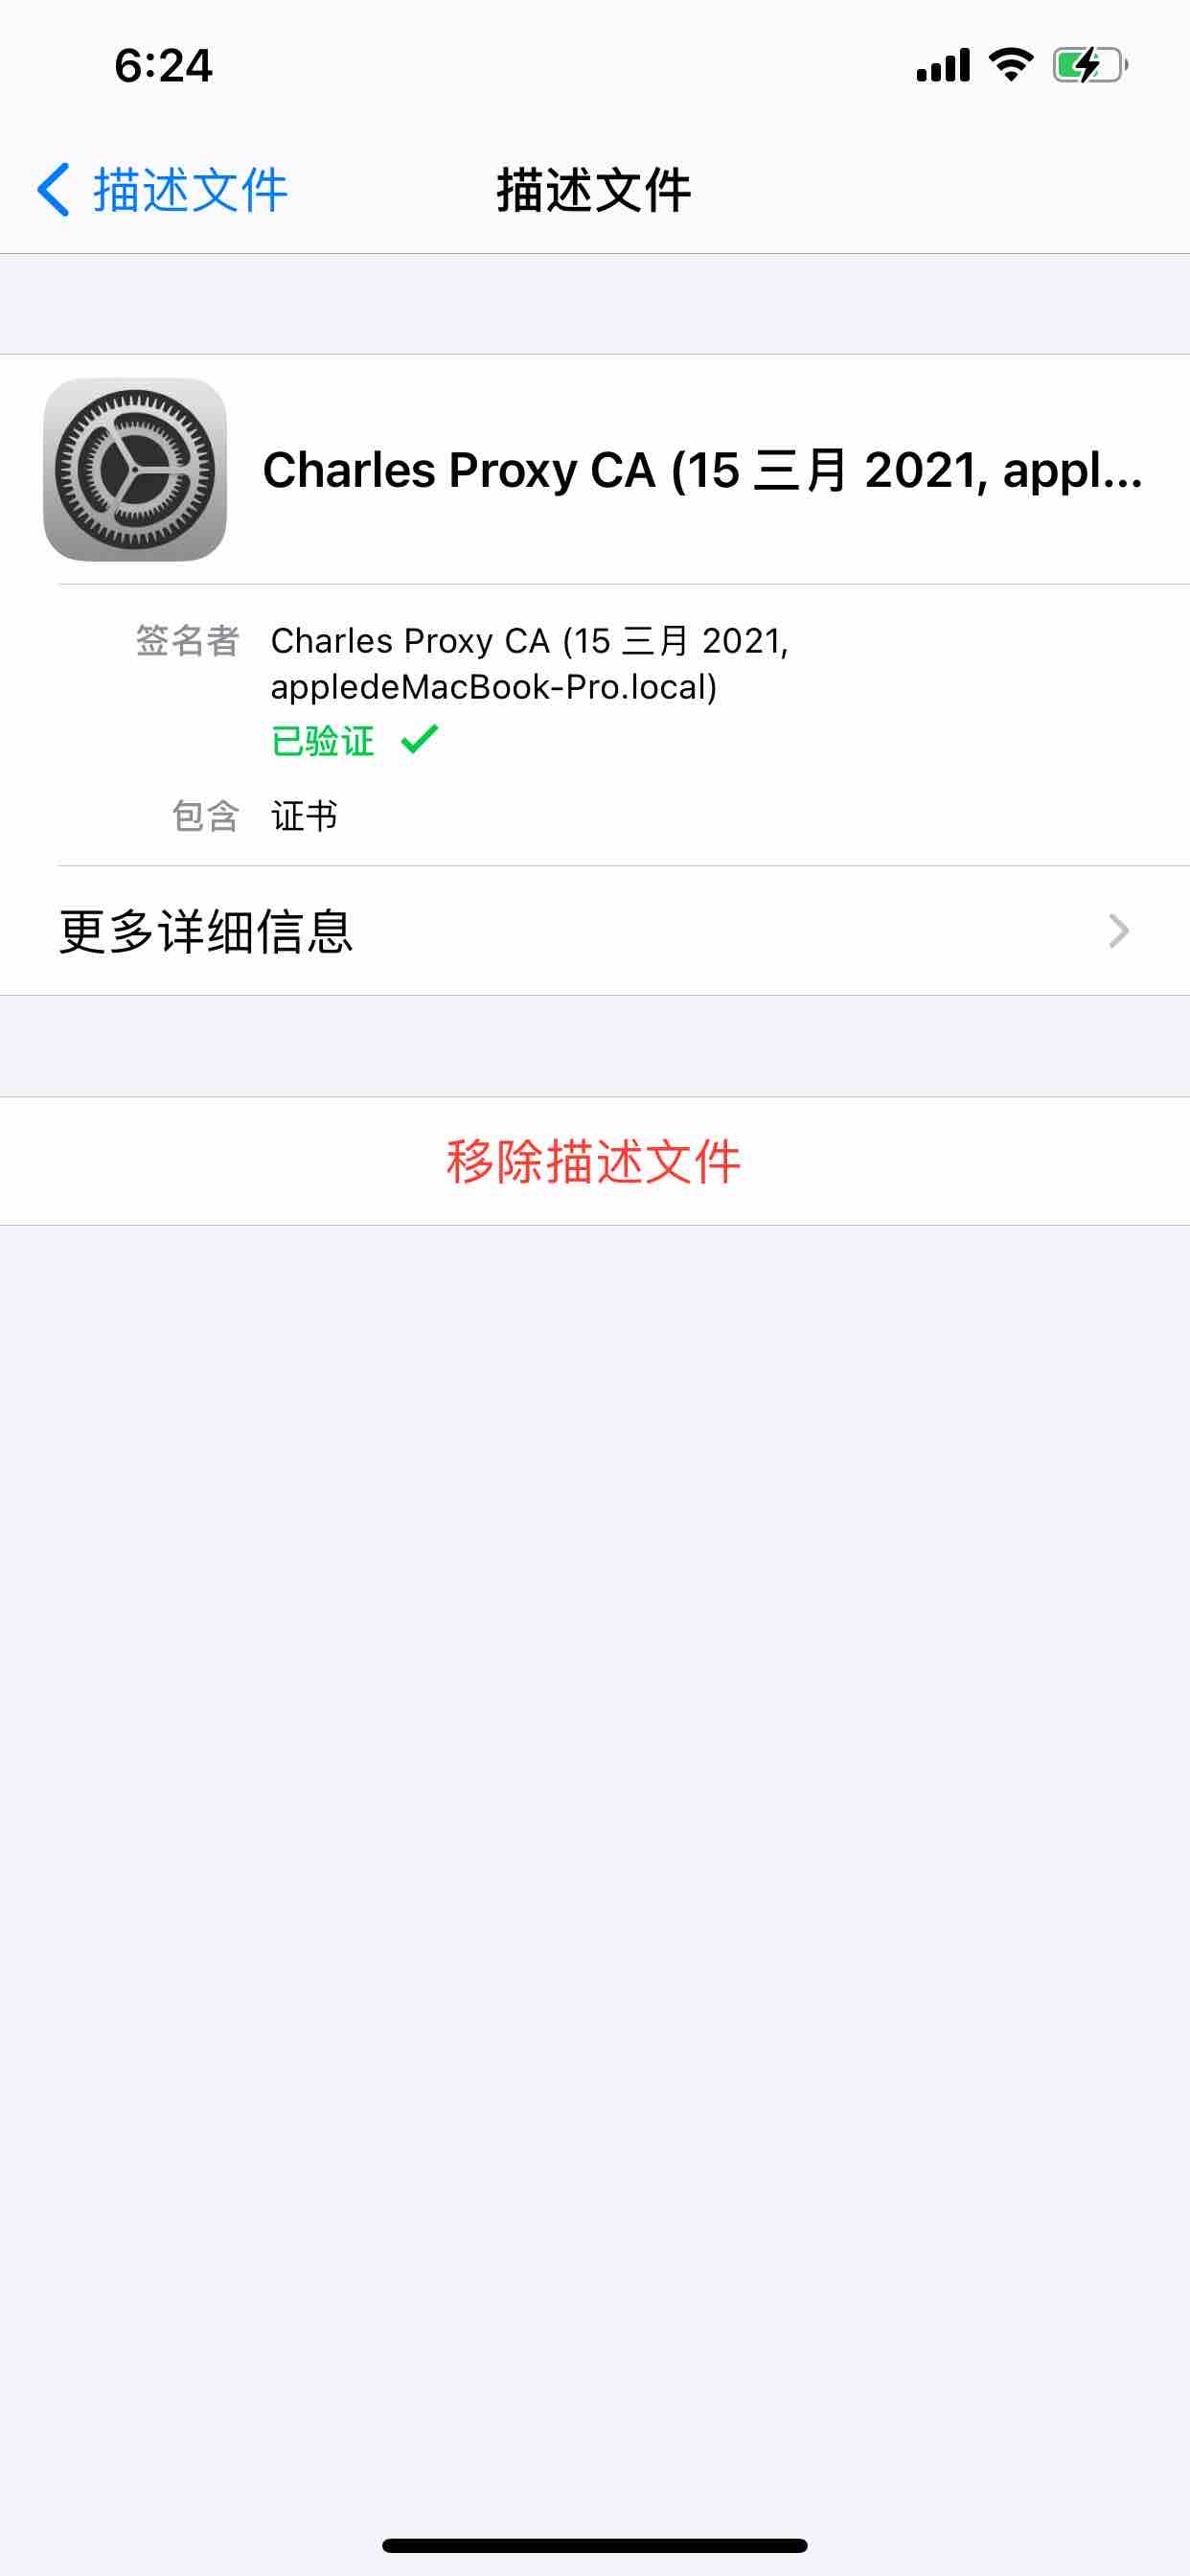 6:24
描述文件
描述文件
Charles Proxy CA (15 三月 2021, appl...
签名者
Charles Proxy CA (15 三月 2021,
appledeMacBook-Pro.local)
已验证
包含
证书
更多详细信息
移除描述文件